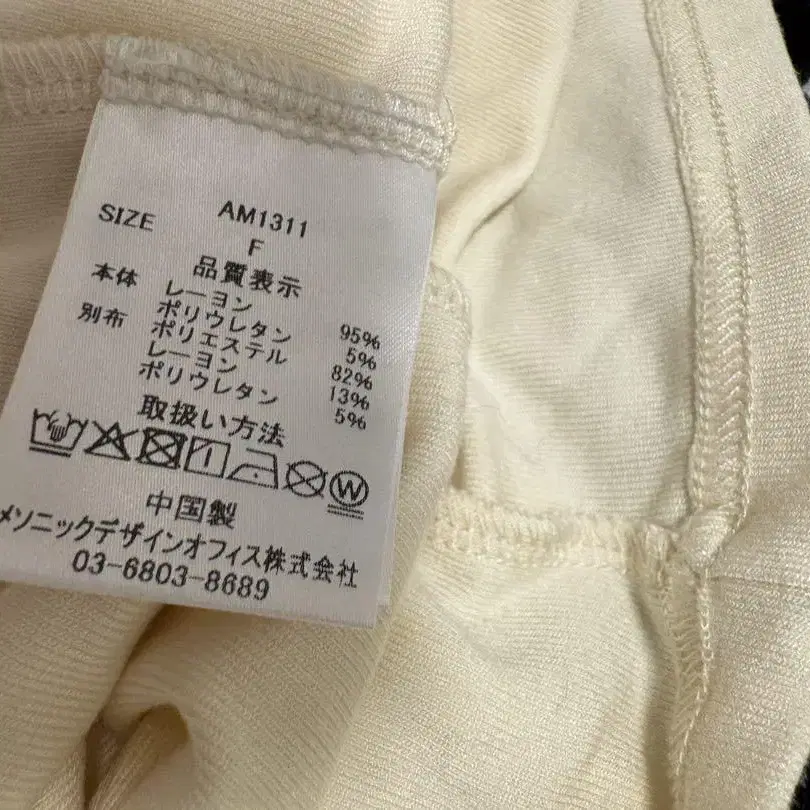 AM1311
SIZE F
品質表示
本体 レーヨン 95%
ポリウレタン 5%
別布 ポリエステル 82%
レーヨン 13%
ポリウレタン 5%
取扱い方法
W
中国製
メソニックデザインオフィス株式会社
03-6803-8689